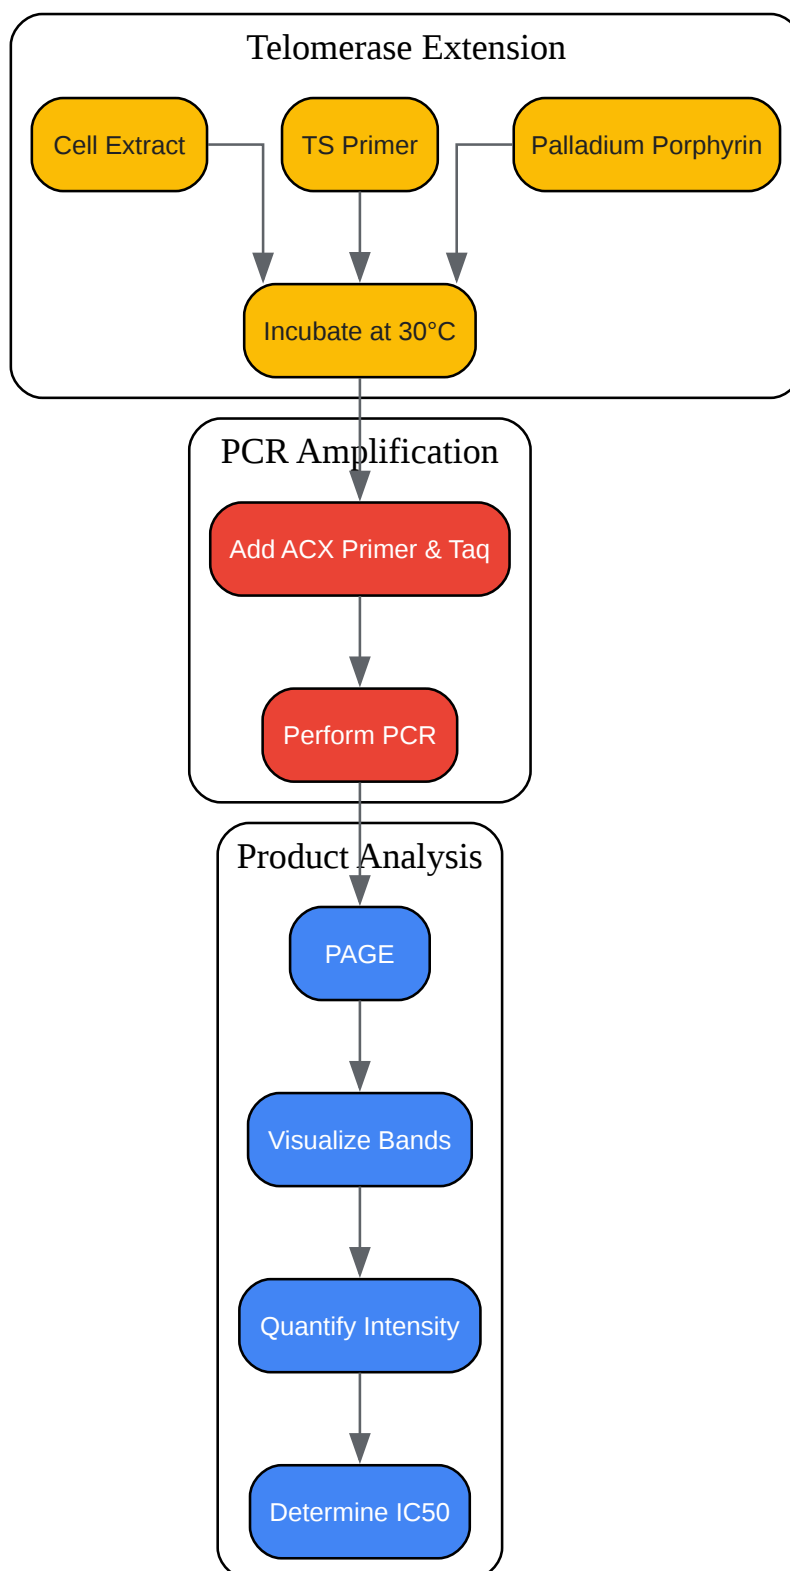 Telomerase Extension
Cell Extract
TS Primer
Palladium Porphyrin
Incubate at 30°C
PCR Amplification
Add ACX Primer & Taq
Perform PCR
Product Analysis
PAGE
Visualize Bands
Quantify Intensity
Determine IC50